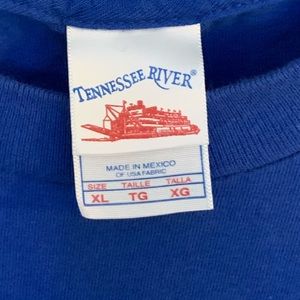 TENNESSEE RIVER®
MADE IN MEXICO
OF USA FABRIC
SIZE TAILLE TALLA
XL TG XG